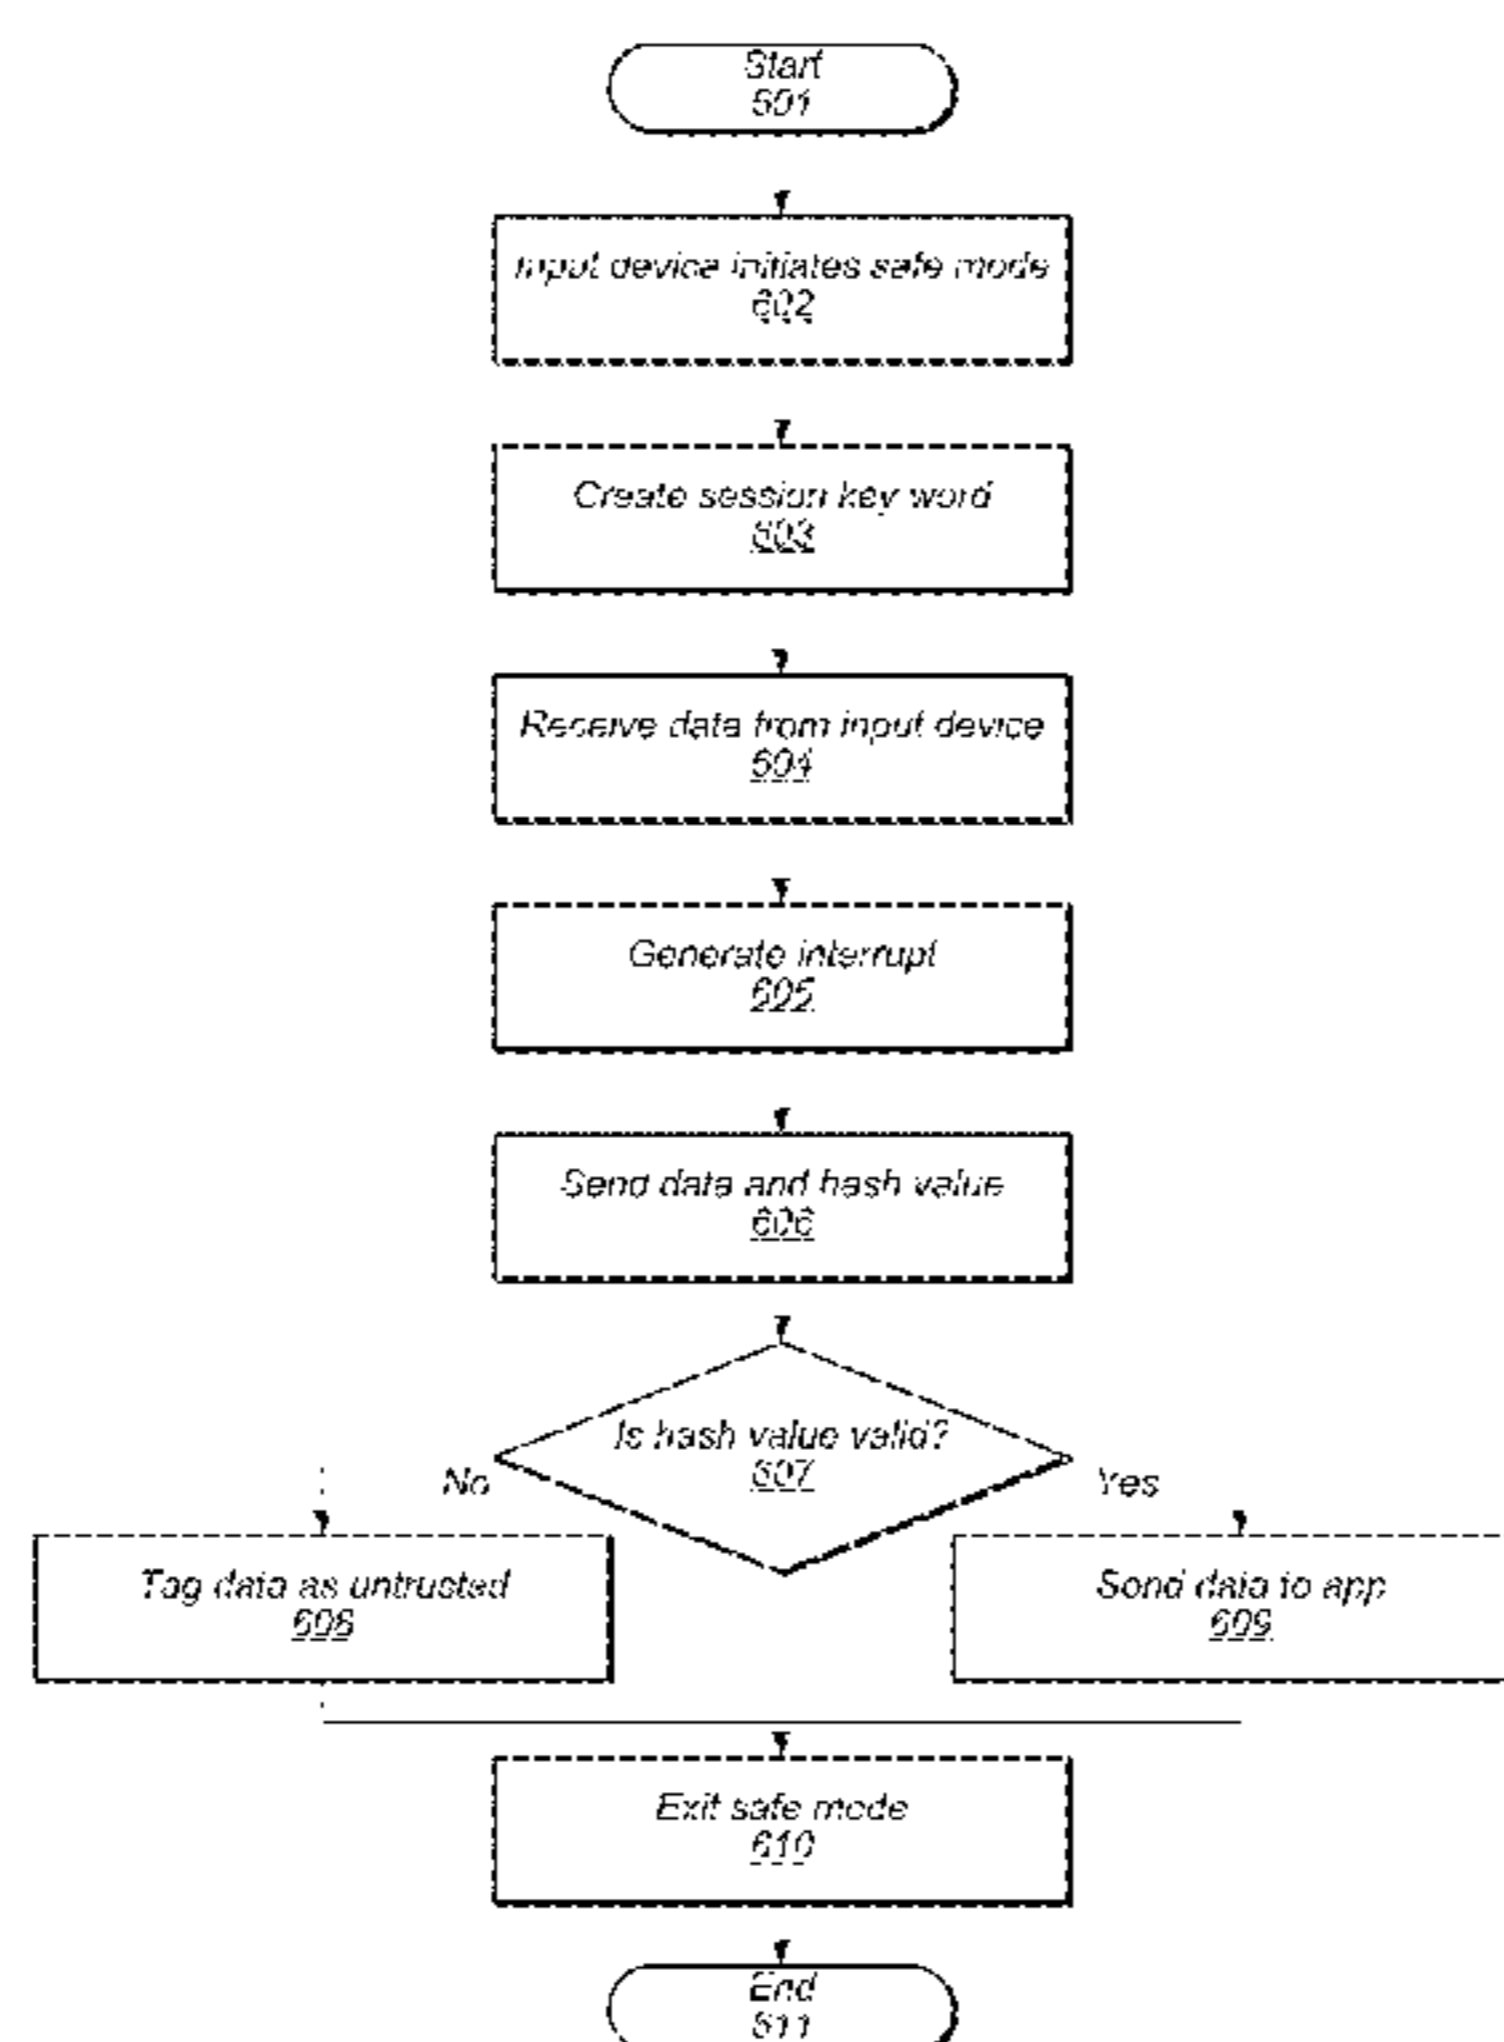 Start
601
Input device initiates safe mode
602
Create session key word
603
Receive data from input device
604
Generate interrupt
605
Send data and hash value
606
Is hash value valid?
607
No
Yes
Tag data as untrusted
608
Send data to app
609
Exit safe mode
610
End
611